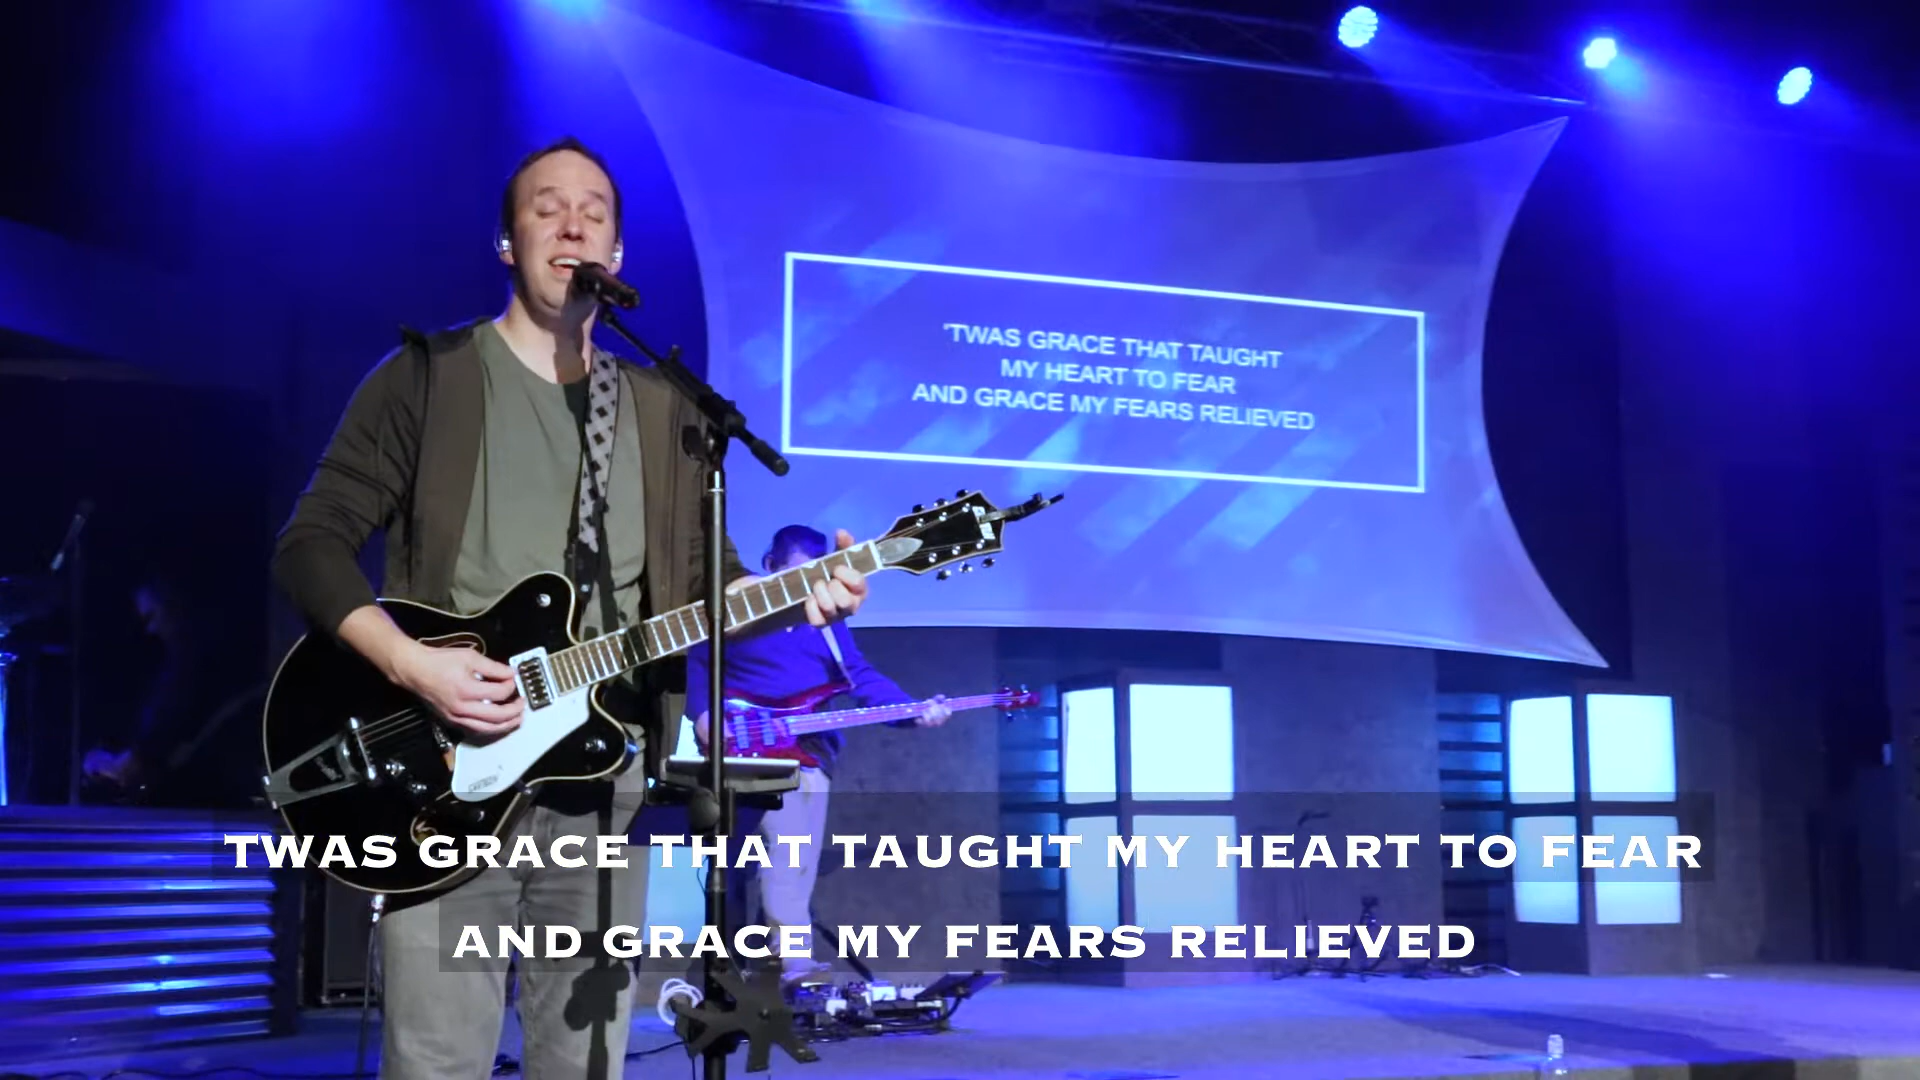 'TWAS GRACE THAT TAUGHT
MY HEART TO FEAR
AND GRACE MY FEARS RELIEVED
TWAS GRACE THAT TAUGHT MY HEART TO FEAR
AND GRACE MY FEARS RELIEVED